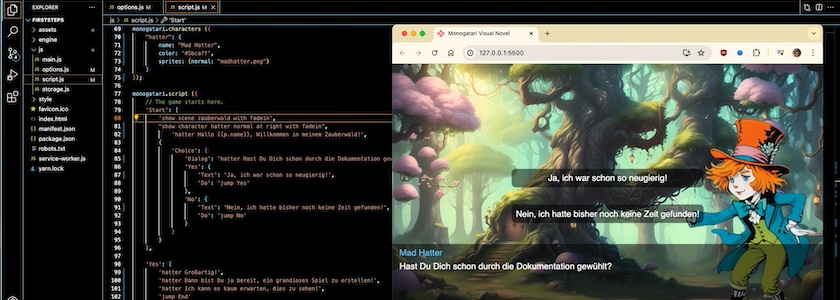 EXPLORER
FIRSTSTEPS
assets
engine
js
main.js
options.js M
script.js M
storage.js
style
favicon.ico
index.html
manifest.json
package.json
robots.txt
service-worker.js
yarn.lock
options.js M
script.js M
js > script.js > 'Start'
69 monogatari.characters ({
70 "hatter": {
71 name: "Mad Hatter",
72 color: "#5bcaff",
73 sprites: {normal: "madhatter.png"}
74 }
75 });
76
77 monogatari.script ({
78 // The game starts here.
79 'Start': [
80 'show scene zauberwald with fadein',
81 "show character hatter normal at right with fadein",
82 'hatter Hallo {{p.name}}, Willkommen in meinen Zauberwald!',
83 {
84 'Choice': {
85 'Dialog': 'hatter Hast Du Dich schon durch die Dokumentation gew
86 'Yes': {
87 'Text': 'Ja, ich war schon so neugierig!',
88 'Do': 'jump Yes'
89 },
90 'No': {
91 'Text': 'Nein, ich hatte bisher noch keine Zeit gefunden!',
92 'Do': 'jump No'
93 }
94 }
95 }
96 ],
97
98 'Yes': [
99 'hatter Großartig!',
100 'hatter Dann bist Du ja bereit, ein grandioses Spiel zu erstellen!',
101 'hatter Ich kann es kaum erwarten, dies zu sehen!',
102 'jump End'
Monogatari Visual Novel
127.0.0.1:5500
Ja, ich war schon so neugierig!
Nein, ich hatte bisher noch keine Zeit gefunden!
Mad Hatter
Hast Du Dich schon durch die Dokumentation gewühlt?